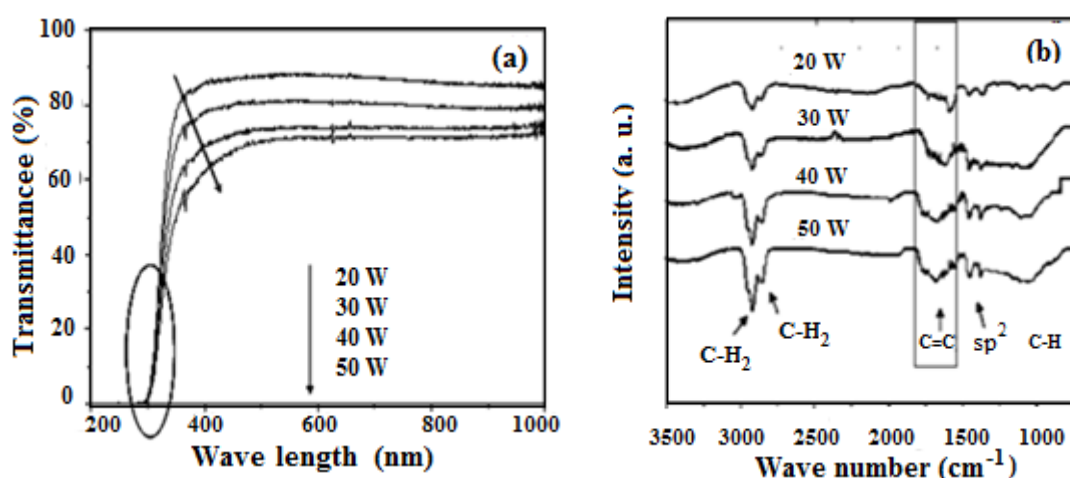 (a)
100
80
60
40
20
0
Transmittancee (%)
20 W
30 W
40 W
50 W
200 400 600 800 1000
Wave length (nm)
(b)
20 W
30 W
40 W
50 W
Intensity (a. u.)
C-H2
C-H2
C=C
sp2
C-H
3500 3000 2500 2000 1500 1000
Wave number (cm-1)